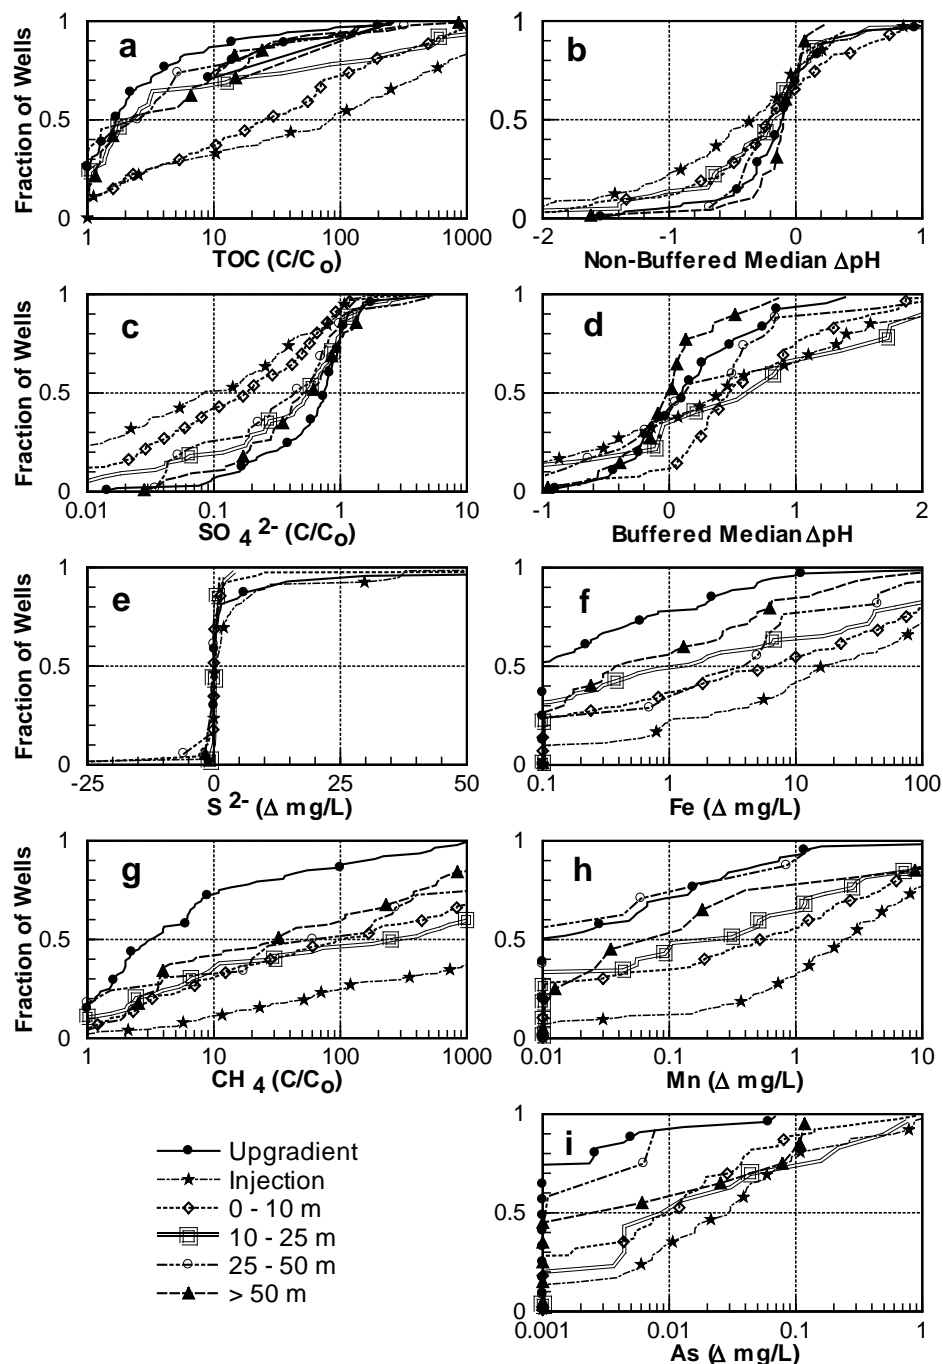 Fraction of Wells
1
0.5
0
a
1 10 100 1000
TOC (C/Co)
1
0.5
0
b
-2 -1 0 1
Non-Buffered Median ΔpH
Fraction of Wells
1
0.5
0
c
0.01 0.1 1 10
SO 4 2- (C/Co)
1
0.5
0
d
-1 0 1 2
Buffered Median ΔpH
Fraction of Wells
1
0.5
0
e
-25 0 25 50
S 2- (Δ mg/L)
1
0.5
0
f
0.1 1 10 100
Fe (Δ mg/L)
Fraction of Wells
1
0.5
0
g
1 10 100 1000
CH 4 (C/Co)
1
0.5
0
h
0.01 0.1 1 10
Mn (Δ mg/L)
Upgradient
Injection
0 - 10 m
10 - 25 m
25 - 50 m
> 50 m
1
0.5
0
i
0.001 0.01 0.1 1
As (Δ mg/L)